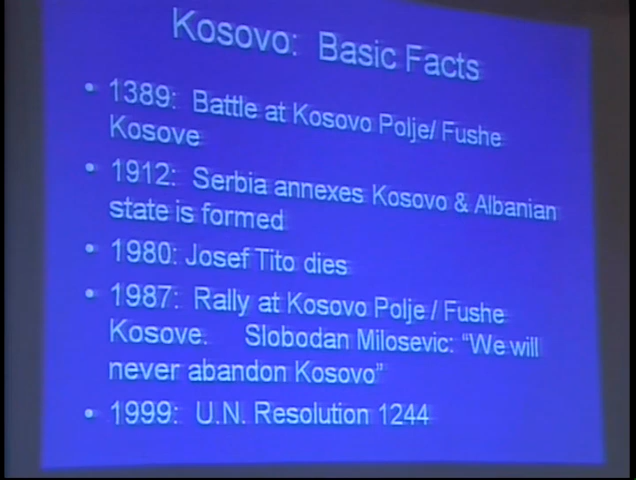 Kosovo: Basic Facts
• 1389: Battle at Kosovo Polje/ Fushe
Kosove
• 1912: Serbia annexes Kosovo & Albanian
state is formed
• 1980: Josef Tito dies
• 1987: Rally at Kosovo Polje / Fushe
Kosove. Slobodan Milosevic: "We will
never abandon Kosovo"
• 1999: U.N. Resolution 1244